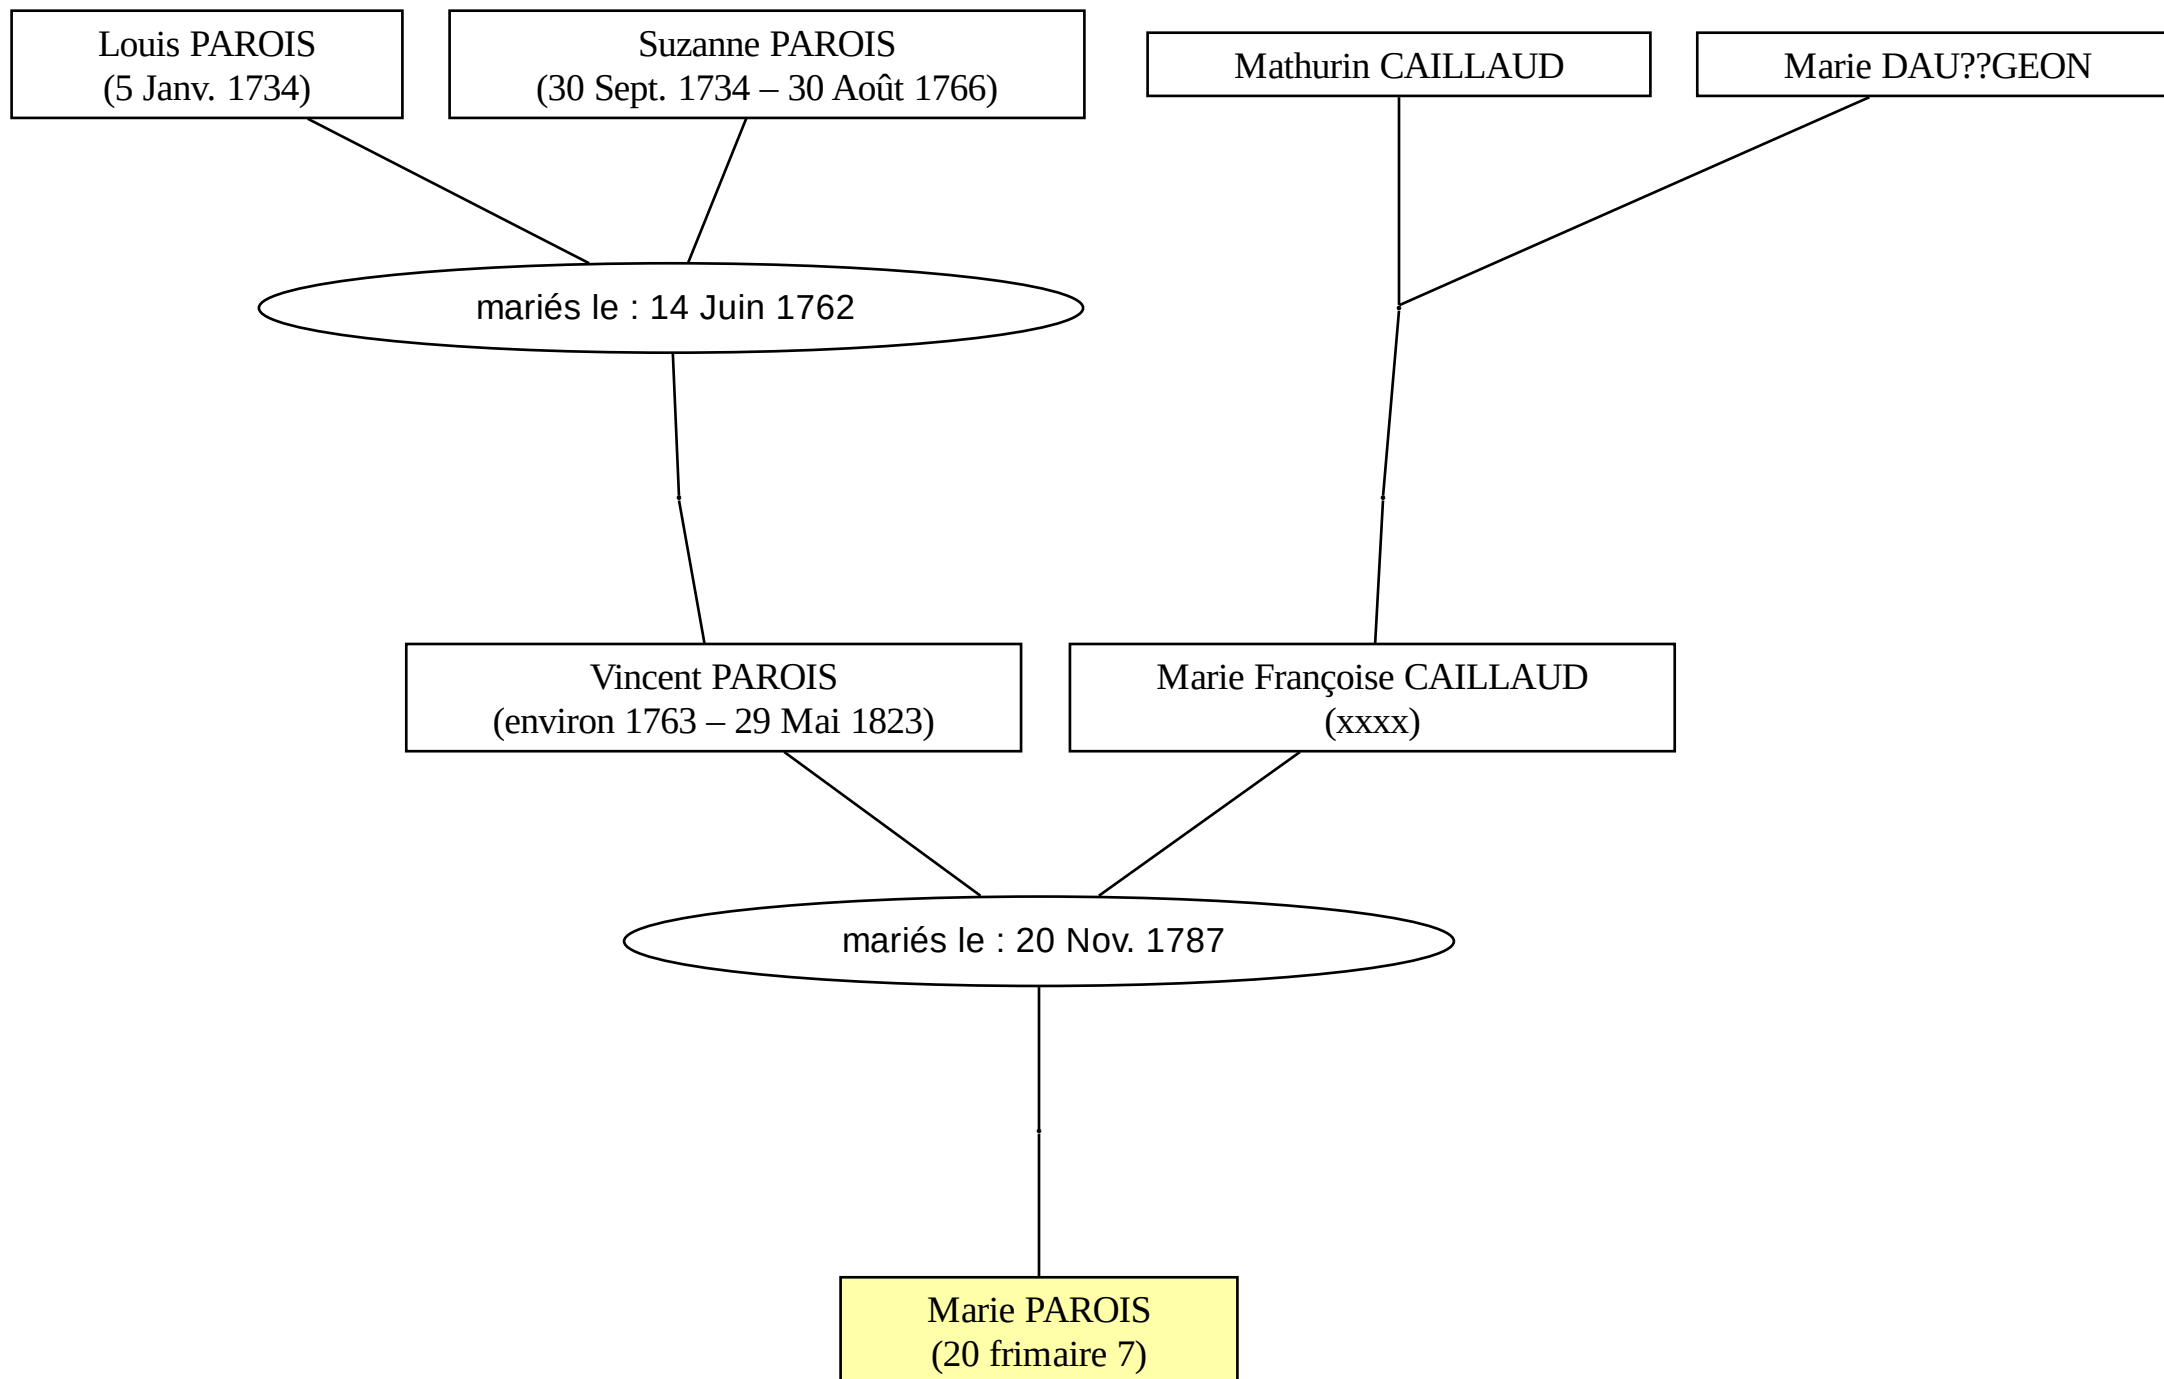 Louis PAROIS
(5 Janv. 1734)
Suzanne PAROIS
(30 Sept. 1734 – 30 Août 1766)
Mathurin CAILLAUD
Marie DAU??GEON
mariés le : 14 Juin 1762
Vincent PAROIS
(environ 1763 – 29 Mai 1823)
Marie Françoise CAILLAUD
(xxxx)
mariés le : 20 Nov. 1787
Marie PAROIS
(20 frimaire 7)